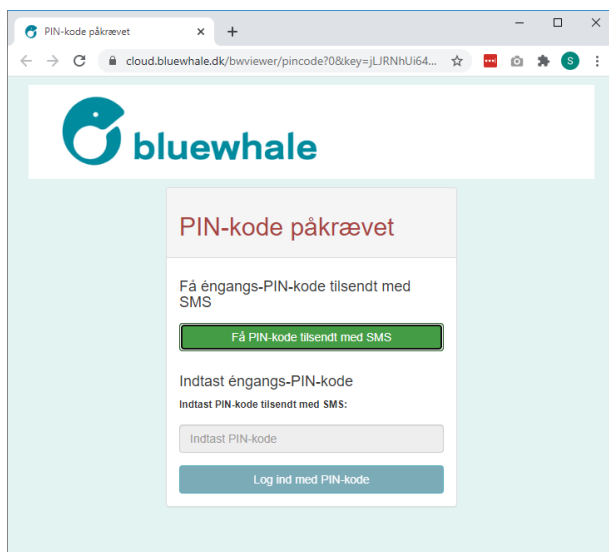 PIN-kode påkrævet
cloud.bluewhale.dk/bwviewer/pincode?0&key=jLJRNhUi64...
S
bluewhale
PIN-kode påkrævet
Få éngangs-PIN-kode tilsendt med
SMS
Få PIN-kode tilsendt med SMS
Indtast éngangs-PIN-kode
Indtast PIN-kode tilsendt med SMS:
Indtast PIN-kode
Log ind med PIN-kode